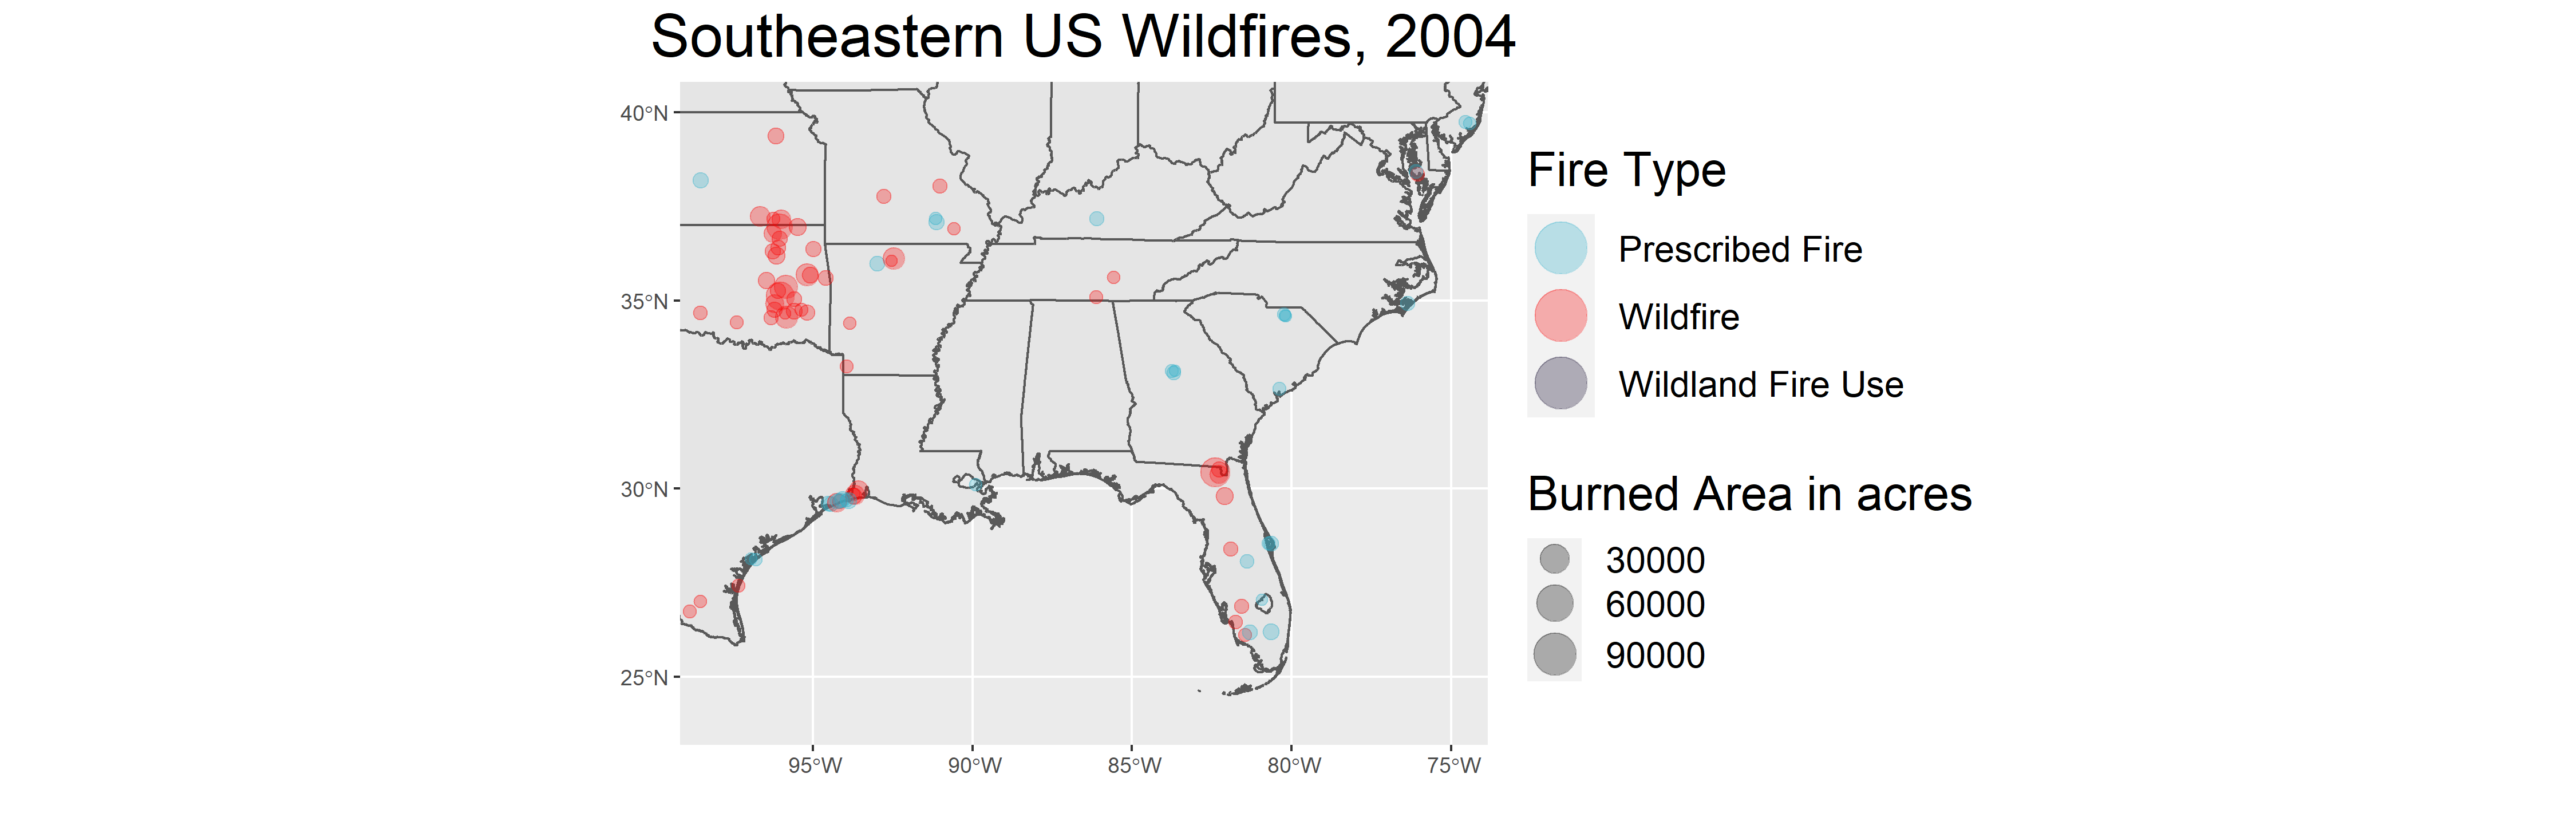 Southeastern US Wildfires, 2004
40°N
35°N
30°N
25°N
95°W
90°W
85°W
80°W
75°W
Fire Type
Prescribed Fire
Wildfire
Wildland Fire Use
Burned Area in acres
30000
60000
90000